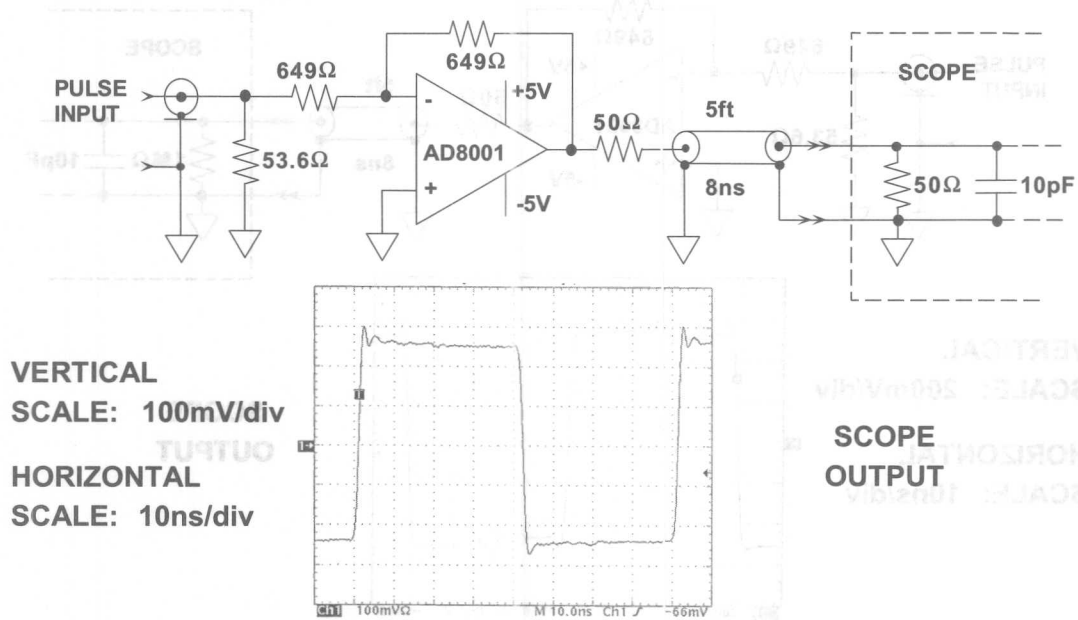 649Ω
PULSE
INPUT
649Ω
53.6Ω
-
+
AD8001
+5V
-5V
50Ω
5ft
8ns
SCOPE
50Ω
10pF
VERTICAL
SCALE: 100mV/div
HORIZONTAL
SCALE: 10ns/div
SCOPE
OUTPUT
Ch1 100mVΩ M 10.0ns Ch1 -66mV